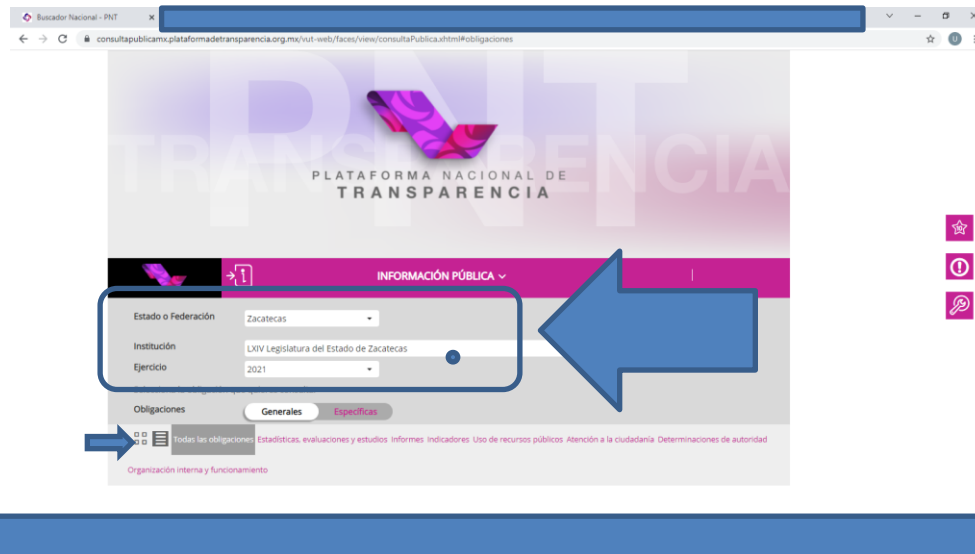 Buscador Nacional - PNT
consultapublicamx.plataformadetransparencia.org.mx/vut-web/faces/view/consultaPublica.xhtml#obligaciones
PNT
TRANSPARENCIA
PLATAFORMA NACIONAL DE
TRANSPARENCIA
INFORMACIÓN PÚBLICA
Estado o Federación Zacatecas
Institución LXIV Legislatura del Estado de Zacatecas
Ejercicio 2021
Obligaciones Generales Específicas
Todas las obligaciones Estadísticas, evaluaciones y estudios Informes Indicadores Uso de recursos públicos Atención a la ciudadanía Determinaciones de autoridad
Organización interna y funcionamiento